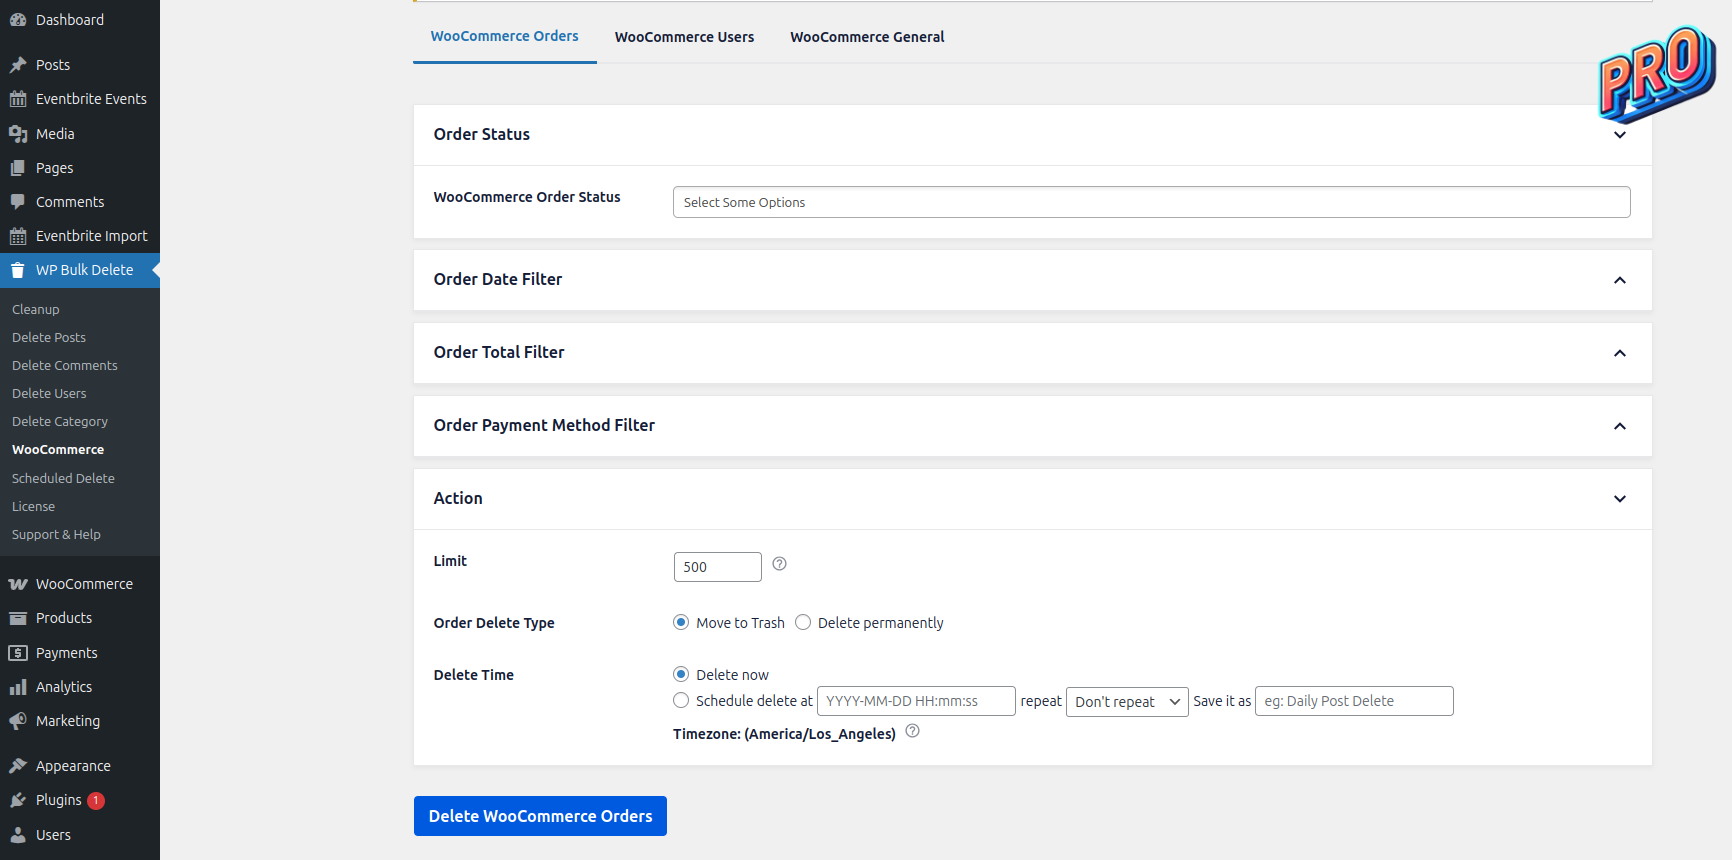 Dashboard
Posts
Eventbrite Events
Media
Pages
Comments
Eventbrite Import
WP Bulk Delete
Cleanup
Delete Posts
Delete Comments
Delete Users
Delete Category
WooCommerce
Scheduled Delete
License
Support & Help
WooCommerce
Products
Payments
Analytics
Marketing
Appearance
Plugins 1
Users
WooCommerce Orders WooCommerce Users WooCommerce General
PRO
Order Status
WooCommerce Order Status Select Some Options
Order Date Filter
Order Total Filter
Order Payment Method Filter
Action
Limit 500
Order Delete Type Move to Trash Delete permanently
Delete Time Delete now
Schedule delete at YYYY-MM-DD HH:mm:ss repeat Don't repeat Save it as eg: Daily Post Delete
Timezone: (America/Los_Angeles)
Delete WooCommerce Orders